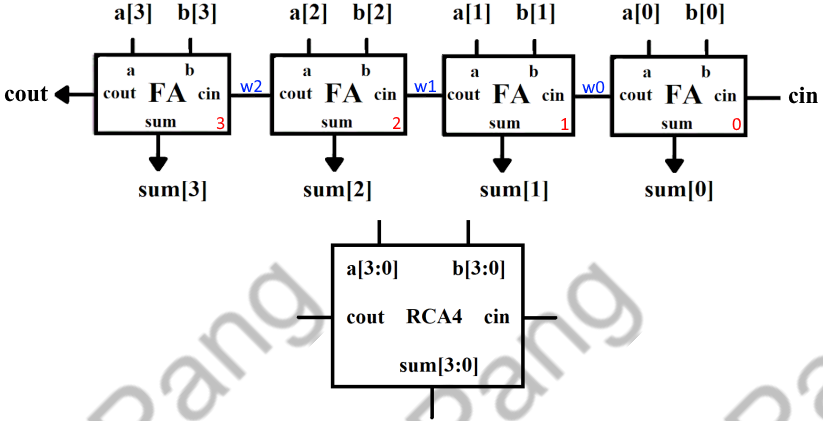 a[3] b[3] a[2] b[2] a[1] b[1] a[0] b[0]
a b a b a b a b
cout cout FA cin w2 cout FA cin w1 cout FA cin w0 cout FA cin cin
sum 3 sum 2 sum 1 sum 0
sum[3] sum[2] sum[1] sum[0]
a[3:0] b[3:0]
cout RCA4 cin
sum[3:0]
Pang Pang